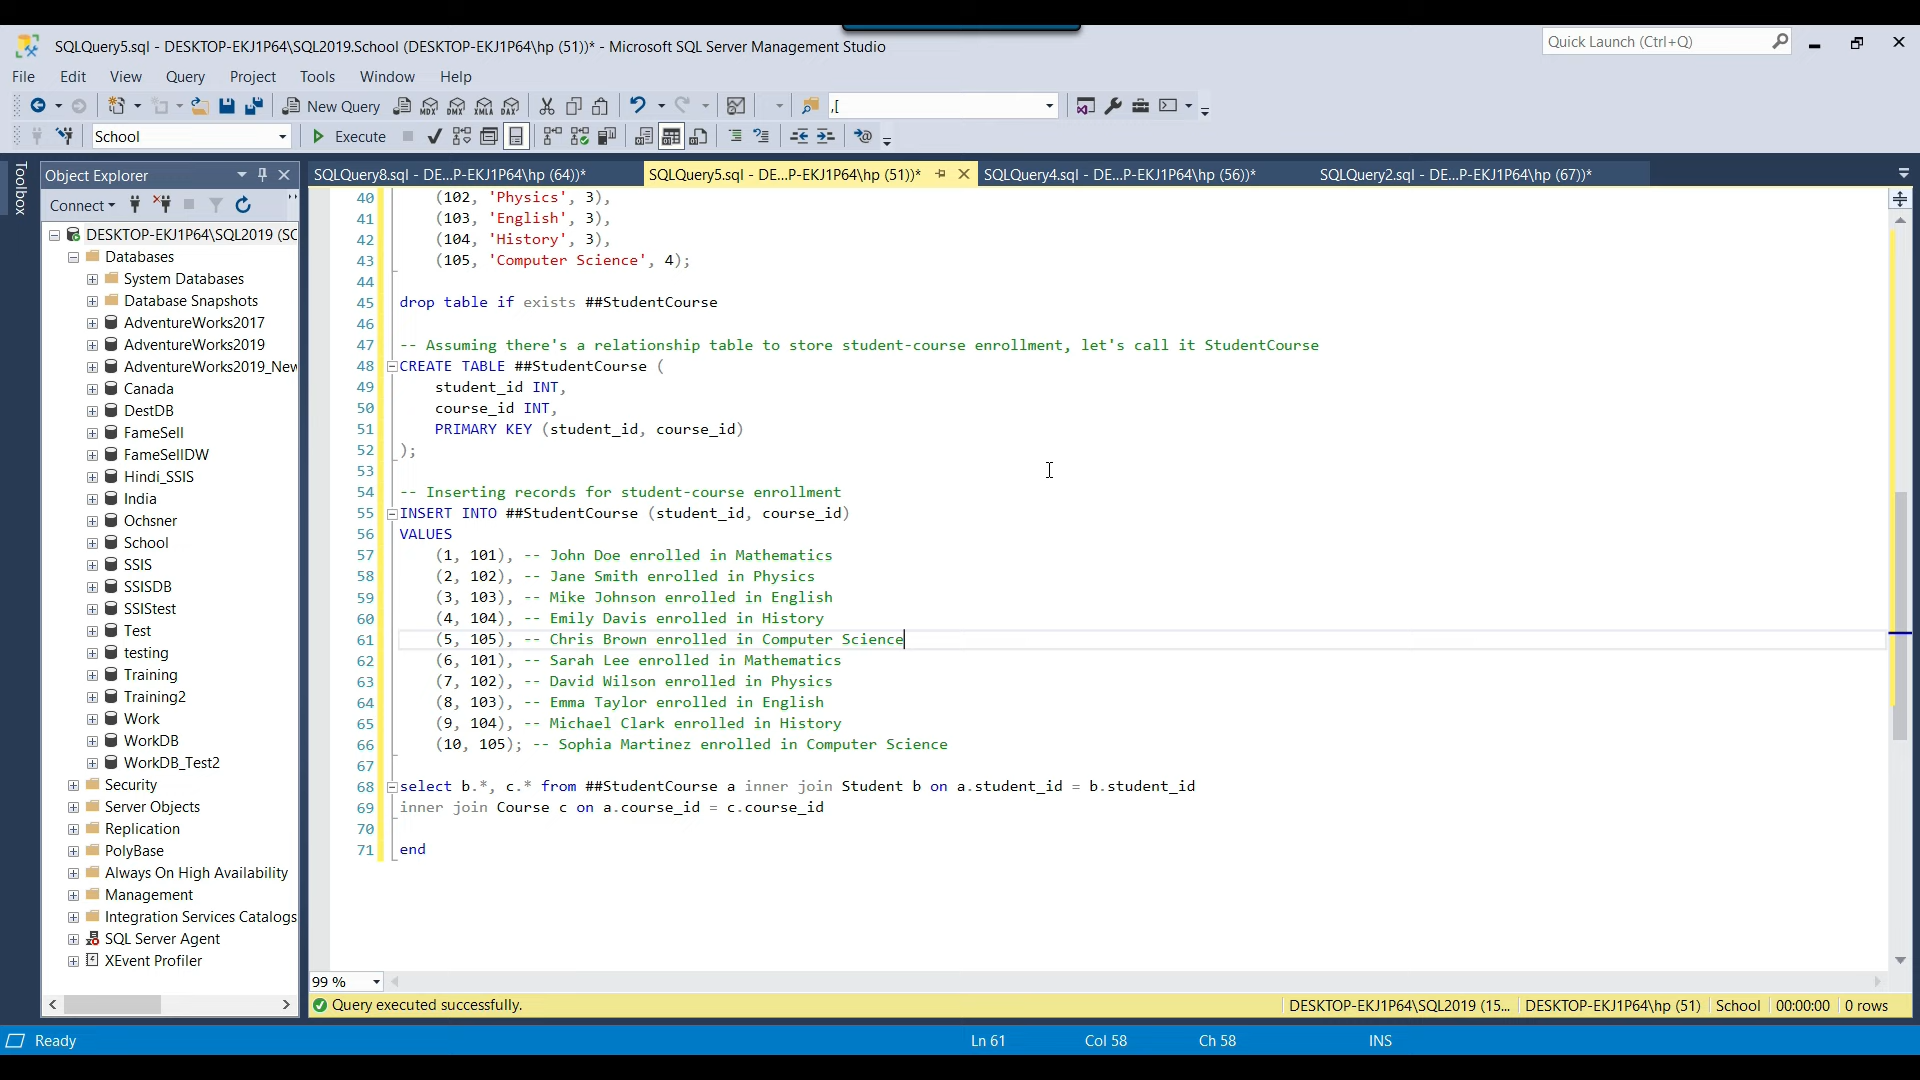 SQLQuery5.sql - DESKTOP-EKJ1P64\SQL2019.School (DESKTOP-EKJ1P64\hp (51))* - Microsoft SQL Server Management Studio
Quick Launch (Ctrl+Q)
File Edit View Query Project Tools Window Help
New Query MDX DMX XMLA DAX ,[
School Execute
Toolbox
Object Explorer
SQLQuery8.sql - DE...P-EKJ1P64\hp (64))*
SQLQuery5.sql - DE...P-EKJ1P64\hp (51))*
SQLQuery4.sql - DE...P-EKJ1P64\hp (56))*
SQLQuery2.sql - DE...P-EKJ1P64\hp (67))*
Connect
DESKTOP-EKJ1P64\SQL2019 (SC
Databases
System Databases
Database Snapshots
AdventureWorks2017
AdventureWorks2019
AdventureWorks2019_New
Canada
DestDB
FameSell
FameSellDW
Hindi_SSIS
India
Ochsner
School
SSIS
SSISDB
SSIStest
Test
testing
Training
Training2
Work
WorkDB
WorkDB_Test2
Security
Server Objects
Replication
PolyBase
Always On High Availability
Management
Integration Services Catalogs
SQL Server Agent
XEvent Profiler
40 (102, 'Physics', 3),
41 (103, 'English', 3),
42 (104, 'History', 3),
43 (105, 'Computer Science', 4);
44
45 drop table if exists ##StudentCourse
46
47 -- Assuming there's a relationship table to store student-course enrollment, let's call it StudentCourse
48 CREATE TABLE ##StudentCourse (
49 student_id INT,
50 course_id INT,
51 PRIMARY KEY (student_id, course_id)
52 );
53
54 -- Inserting records for student-course enrollment
55 INSERT INTO ##StudentCourse (student_id, course_id)
56 VALUES
57 (1, 101), -- John Doe enrolled in Mathematics
58 (2, 102), -- Jane Smith enrolled in Physics
59 (3, 103), -- Mike Johnson enrolled in English
60 (4, 104), -- Emily Davis enrolled in History
61 (5, 105), -- Chris Brown enrolled in Computer Science
62 (6, 101), -- Sarah Lee enrolled in Mathematics
63 (7, 102), -- David Wilson enrolled in Physics
64 (8, 103), -- Emma Taylor enrolled in English
65 (9, 104), -- Michael Clark enrolled in History
66 (10, 105); -- Sophia Martinez enrolled in Computer Science
67
68 select b.*, c.* from ##StudentCourse a inner join Student b on a.student_id = b.student_id
69 inner join Course c on a.course_id = c.course_id
70
71 end
99 %
Query executed successfully.
DESKTOP-EKJ1P64\SQL2019 (15... DESKTOP-EKJ1P64\hp (51) School 00:00:00 0 rows
Ready Ln 61 Col 58 Ch 58 INS